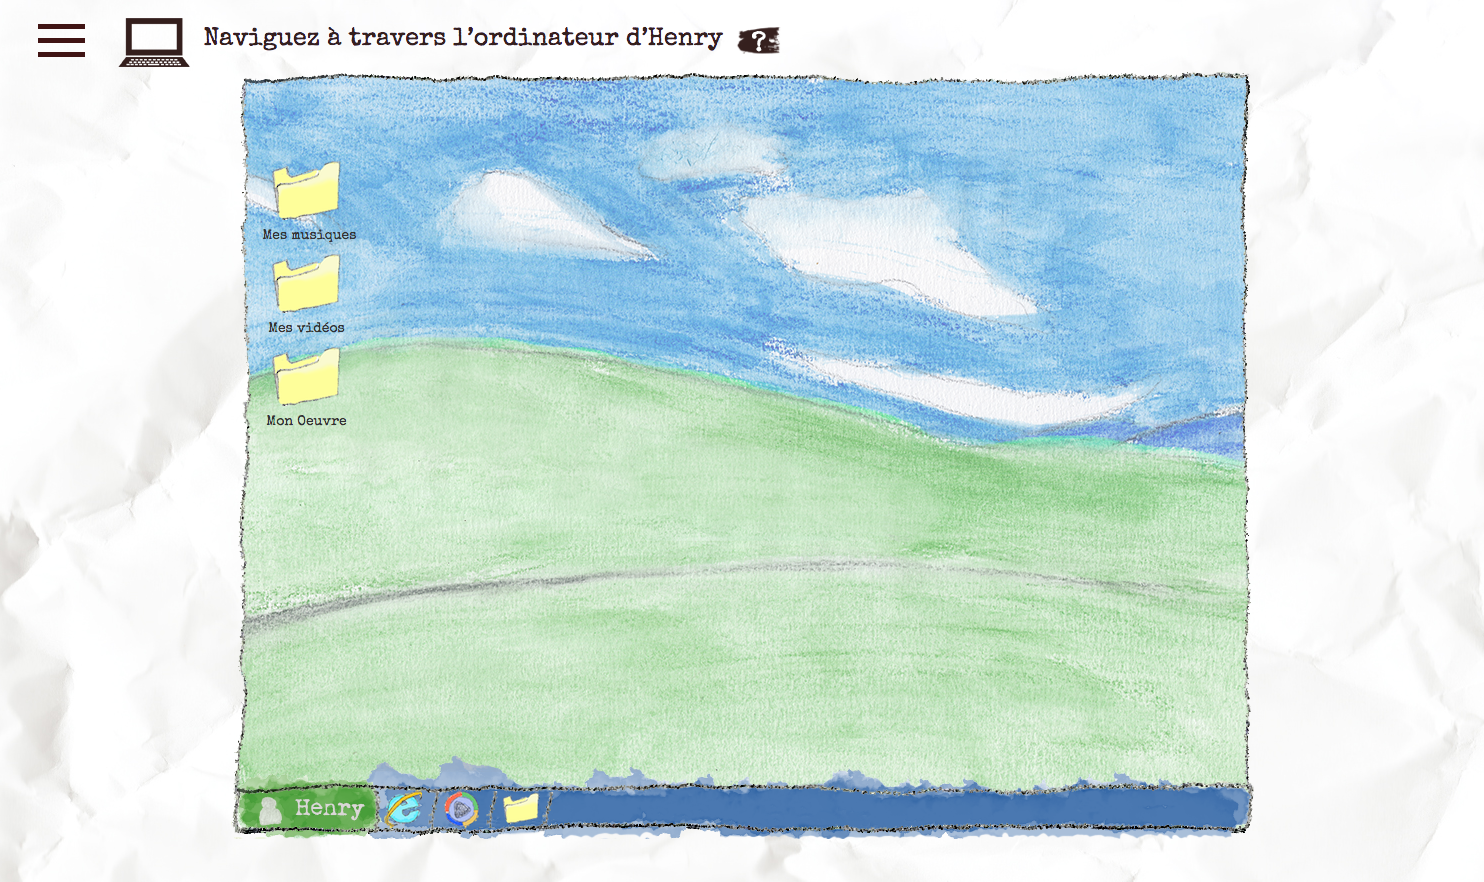 Naviguez à travers l'ordinateur d'Henry ?
Mes musiques
Mes vidéos
Mon Oeuvre
Henry